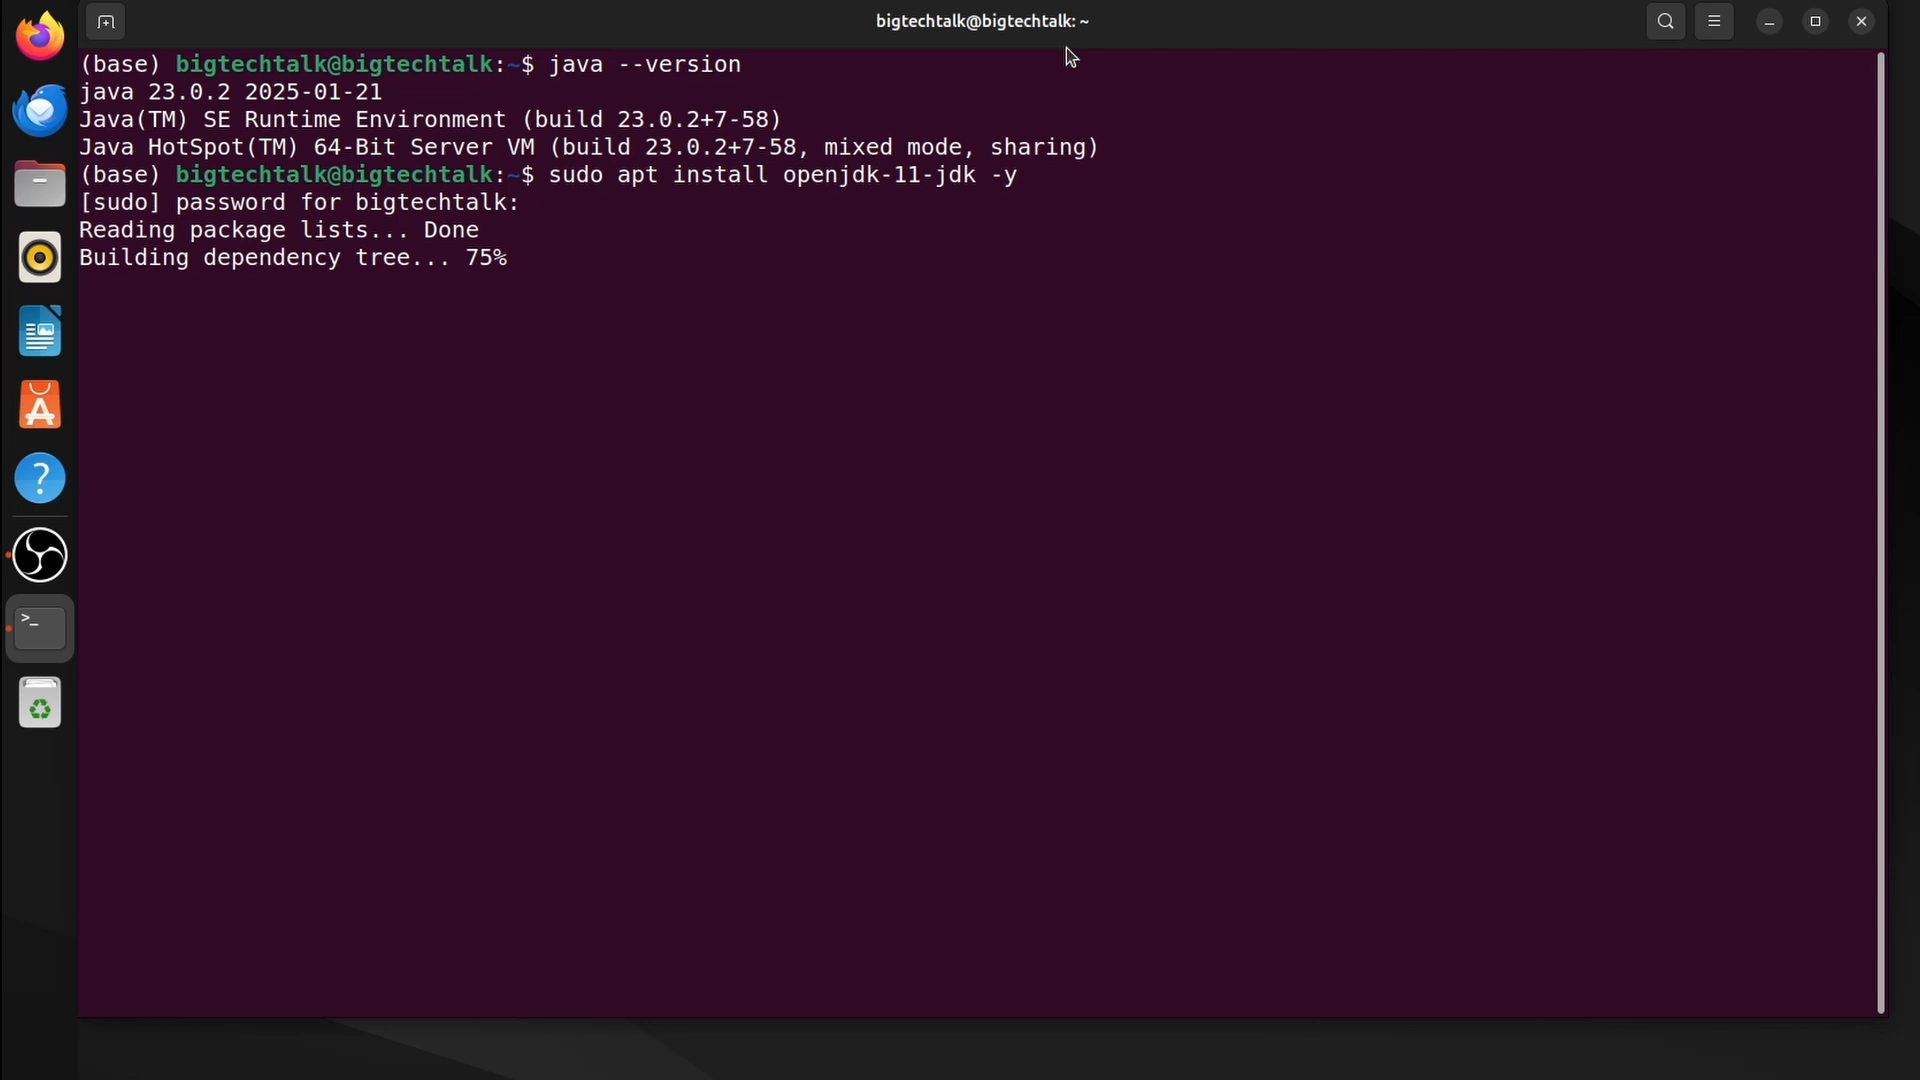 bigtechtalk@bigtechtalk: ~
(base) bigtechtalk@bigtechtalk:~$ java --version
java 23.0.2 2025-01-21
Java(TM) SE Runtime Environment (build 23.0.2+7-58)
Java HotSpot(TM) 64-Bit Server VM (build 23.0.2+7-58, mixed mode, sharing)
(base) bigtechtalk@bigtechtalk:~$ sudo apt install openjdk-11-jdk -y
[sudo] password for bigtechtalk:
Reading package lists... Done
Building dependency tree... 75%